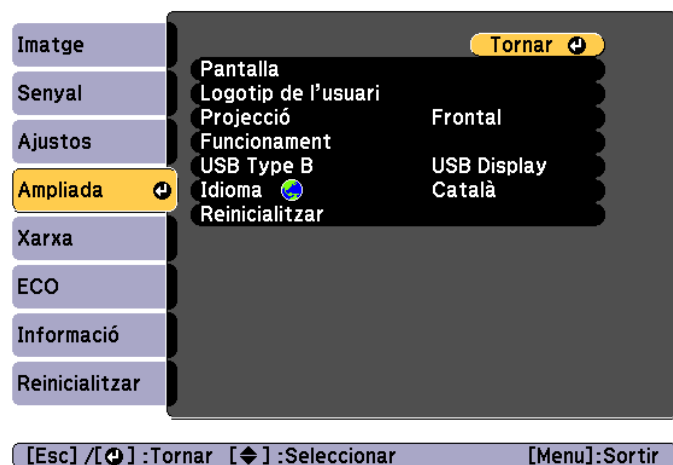 Imatge
Senyal
Ajustos
Ampliada
Xarxa
ECO
Informació
Reinicialitzar
Tornar
Pantalla
Logotip de l'usuari
Projecció Frontal
Funcionament
USB Type B USB Display
Idioma Català
Reinicialitzar
[Esc] /[ ] :Tornar [ ] :Seleccionar [Menu]:Sortir